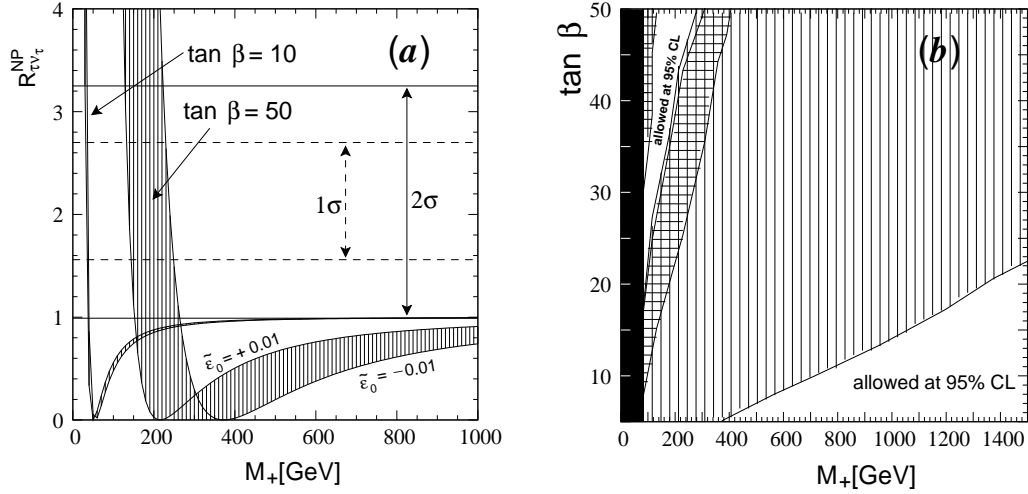 (a)
tan β = 10
tan β = 50
1σ
2σ
ε̃₀ = +0.01
ε̃₀ = −0.01
R^NP_τν_τ
4
3
2
1
0
0 200 400 600 800 1000
M₊[GeV]
(b)
allowed at 95% CL
allowed at 95% CL
tan β
50
40
30
20
10
0 200 400 600 800 1000 1200 1400
M₊[GeV]